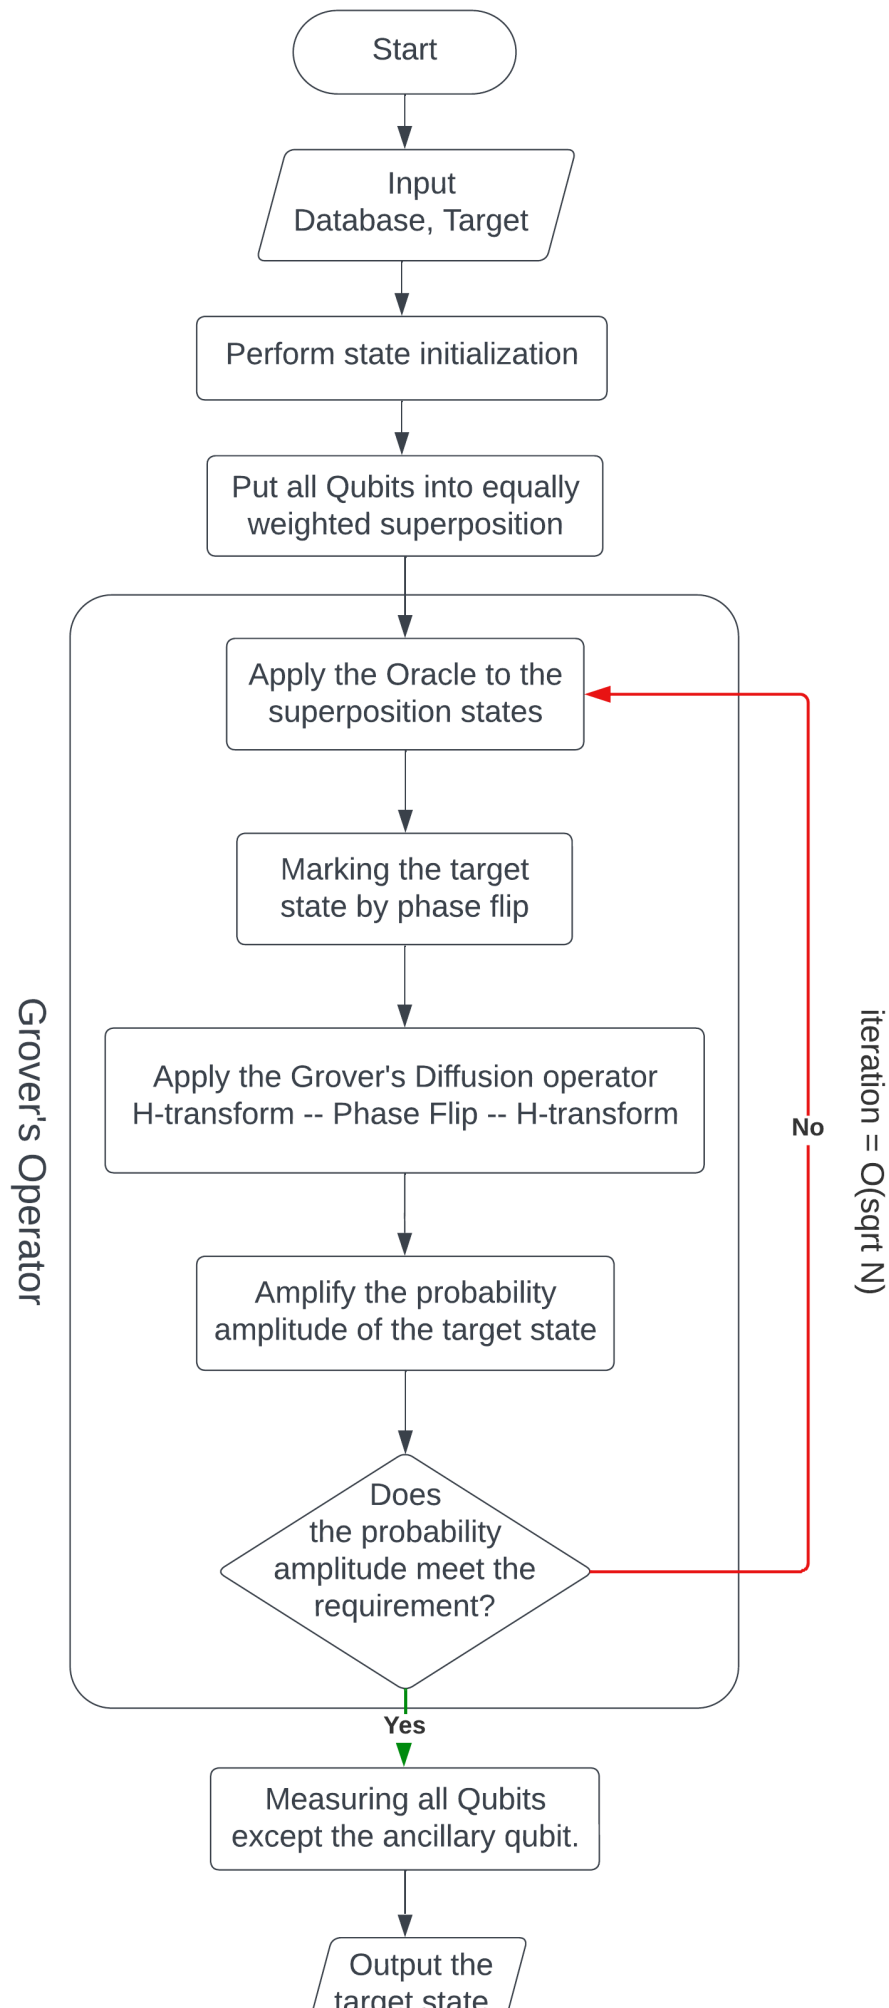 Start
Input
Database, Target
Perform state initialization
Put all Qubits into equally
weighted superposition
Apply the Oracle to the
superposition states
Marking the target
state by phase flip
Apply the Grover's Diffusion operator
H-transform -- Phase Flip -- H-transform
Amplify the probability
amplitude of the target state
Does
the probability
amplitude meet the
requirement?
No
iteration = O(sqrt N)
Grover's Operator
Yes
Measuring all Qubits
except the ancillary qubit.
Output the
target state